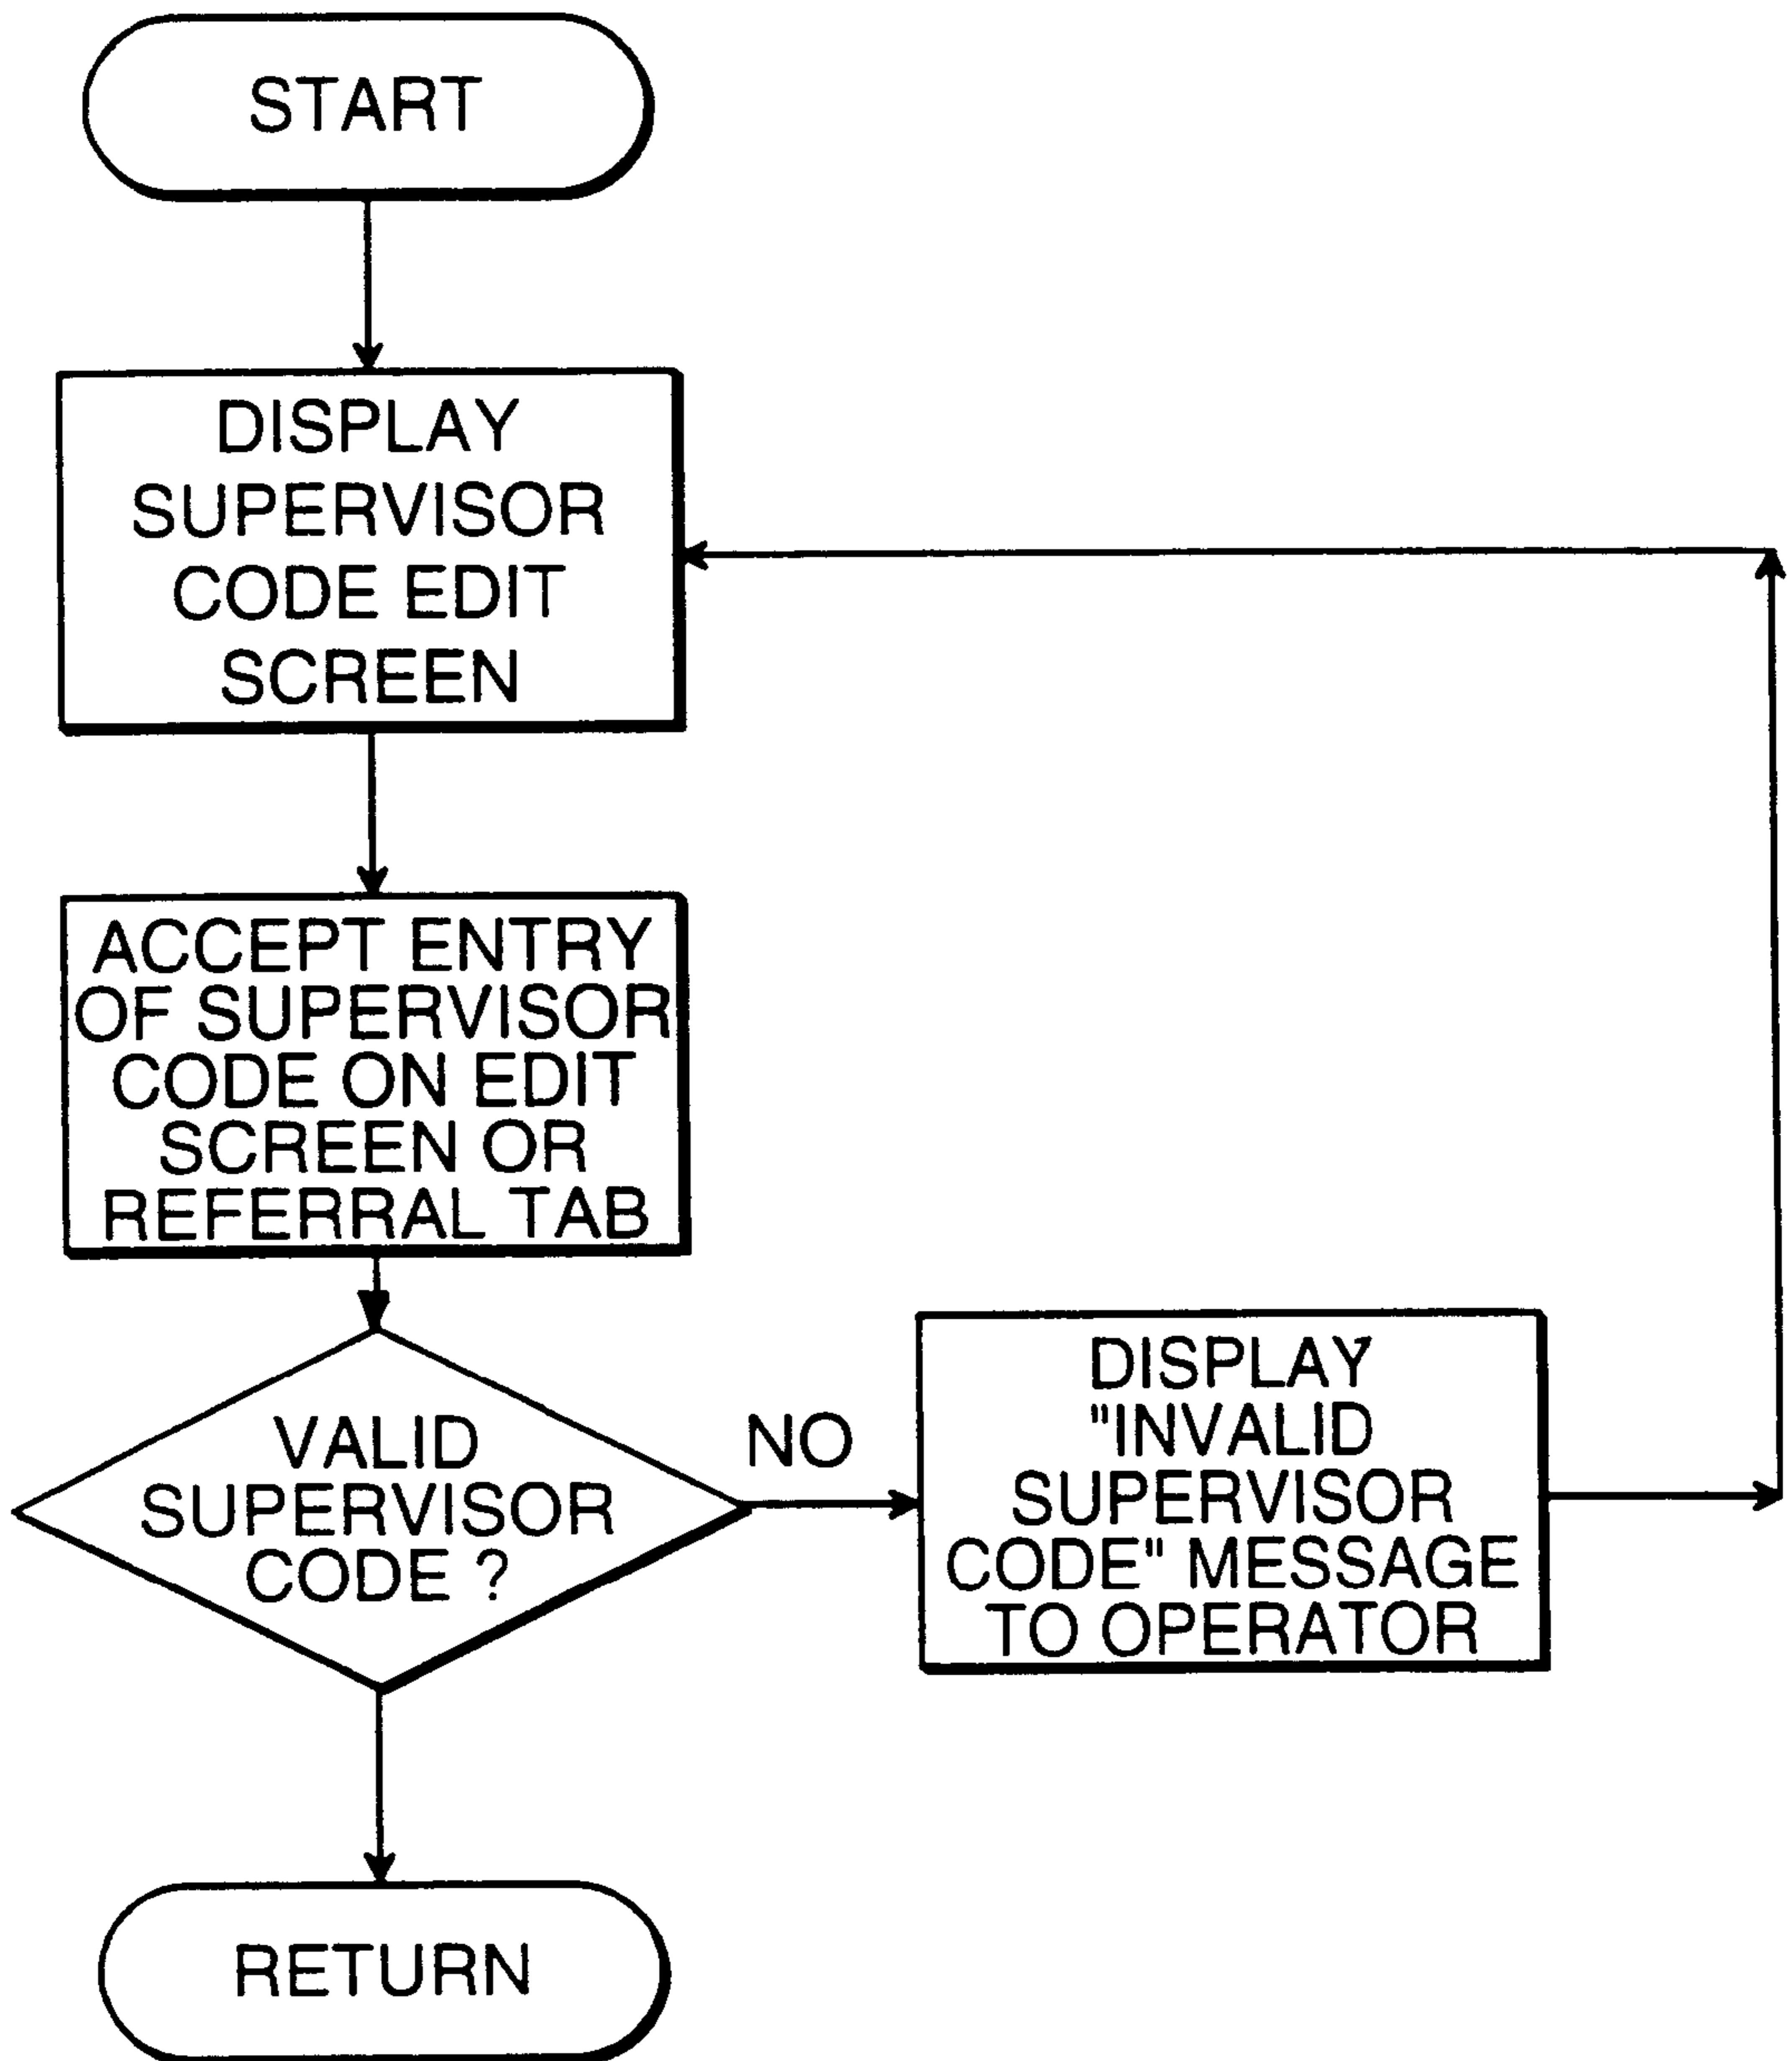 START
DISPLAY
SUPERVISOR
CODE EDIT
SCREEN
ACCEPT ENTRY
OF SUPERVISOR
CODE ON EDIT
SCREEN OR
REFERRAL TAB
VALID
SUPERVISOR
CODE ?
NO
DISPLAY
"INVALID
SUPERVISOR
CODE" MESSAGE
TO OPERATOR
RETURN